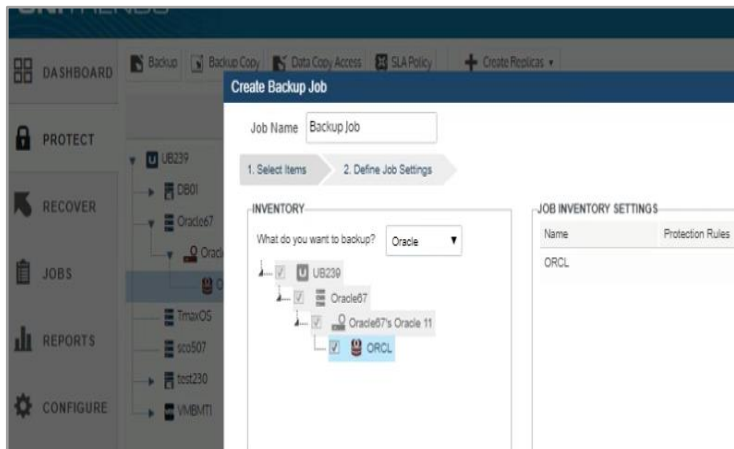 DASHBOARD
PROTECT
RECOVER
JOBS
REPORTS
CONFIGURE
Backup
Backup Copy
Data Copy Access
SLA Policy
Create Replicas
UB239
DB01
Oracle67
TmaxOS
sco507
test230
VMBMTI
Create Backup Job
Job Name
Backup Job
1. Select Items
2. Define Job Settings
INVENTORY
What do you want to backup?
Oracle
UB239
Oracle67
Oracle67's Oracle 11
ORCL
JOB INVENTORY SETTINGS
Name
Protection Rules
ORCL